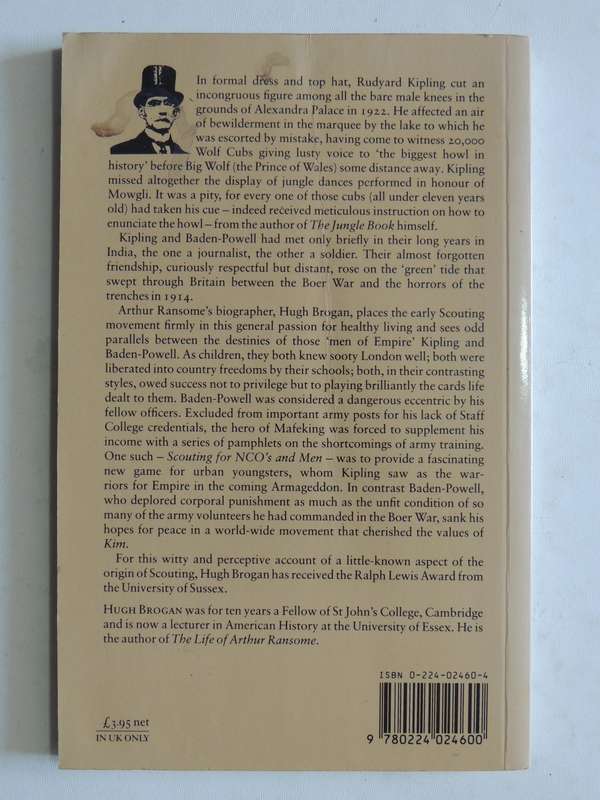 In formal dress and top hat, Rudyard Kipling cut an
incongruous figure among all the bare male knees in the
grounds of Alexandra Palace in 1922. He affected an air
of bewilderment in the marquee by the lake to which he
was escorted by mistake, having come to witness 20,000
Wolf Cubs giving lusty voice to ‘the biggest howl in
history’ before Big Wolf (the Prince of Wales) some distance away. Kipling
missed altogether the display of jungle dances performed in honour of
Mowgli. It was a pity, for every one of those cubs (all under eleven years
old) had taken his cue – indeed received meticulous instruction on how to
enunciate the howl – from the author of The Jungle Book himself.
Kipling and Baden-Powell had met only briefly in their long years in
India, the one a journalist, the other a soldier. Their almost forgotten
friendship, curiously respectful but distant, rose on the ‘green’ tide that
swept through Britain between the Boer War and the horrors of the
trenches in 1914.
Arthur Ransome’s biographer, Hugh Brogan, places the early Scouting
movement firmly in this general passion for healthy living and sees odd
parallels between the destinies of those ‘men of Empire’ Kipling and
Baden-Powell. As children, they both knew sooty London well; both were
liberated into country freedoms by their schools; both, in their contrasting
styles, owed success not to privilege but to playing brilliantly the cards life
dealt to them. Baden-Powell was considered a dangerous eccentric by his
fellow officers. Excluded from important army posts for his lack of Staff
College credentials, the hero of Mafeking was forced to supplement his
income with a series of pamphlets on the shortcomings of army training.
One such – Scouting for NCO’s and Men – was to provide a fascinating
new game for urban youngsters, whom Kipling saw as the war-
riors for Empire in the coming Armageddon. In contrast Baden-Powell,
who deplored corporal punishment as much as the unfit condition of so
many of the army volunteers he had commanded in the Boer War, sank his
hopes for peace in a world-wide movement that cherished the values of
Kim.
For this witty and perceptive account of a little-known aspect of the
origin of Scouting, Hugh Brogan has received the Ralph Lewis Award from
the University of Sussex.
HUGH BROGAN was for ten years a Fellow of St John’s College, Cambridge
and is now a lecturer in American History at the University of Essex. He is
the author of The Life of Arthur Ransome.
ISBN 0-224-02460-4
£3.95 net
IN UK ONLY
9 780224 024600